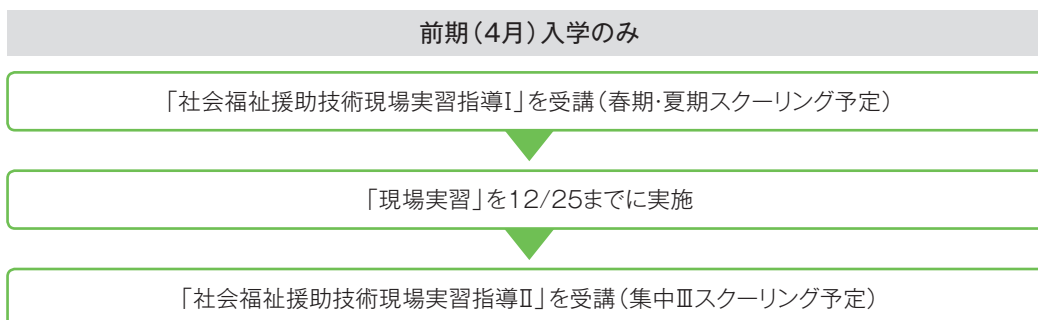 前期(4月)入学のみ
「社会福祉援助技術現場実習指導I」を受講(春期・夏期スクーリング予定)
「現場実習」を12/25までに実施
「社会福祉援助技術現場実習指導Ⅱ」を受講(集中Ⅲスクーリング予定)